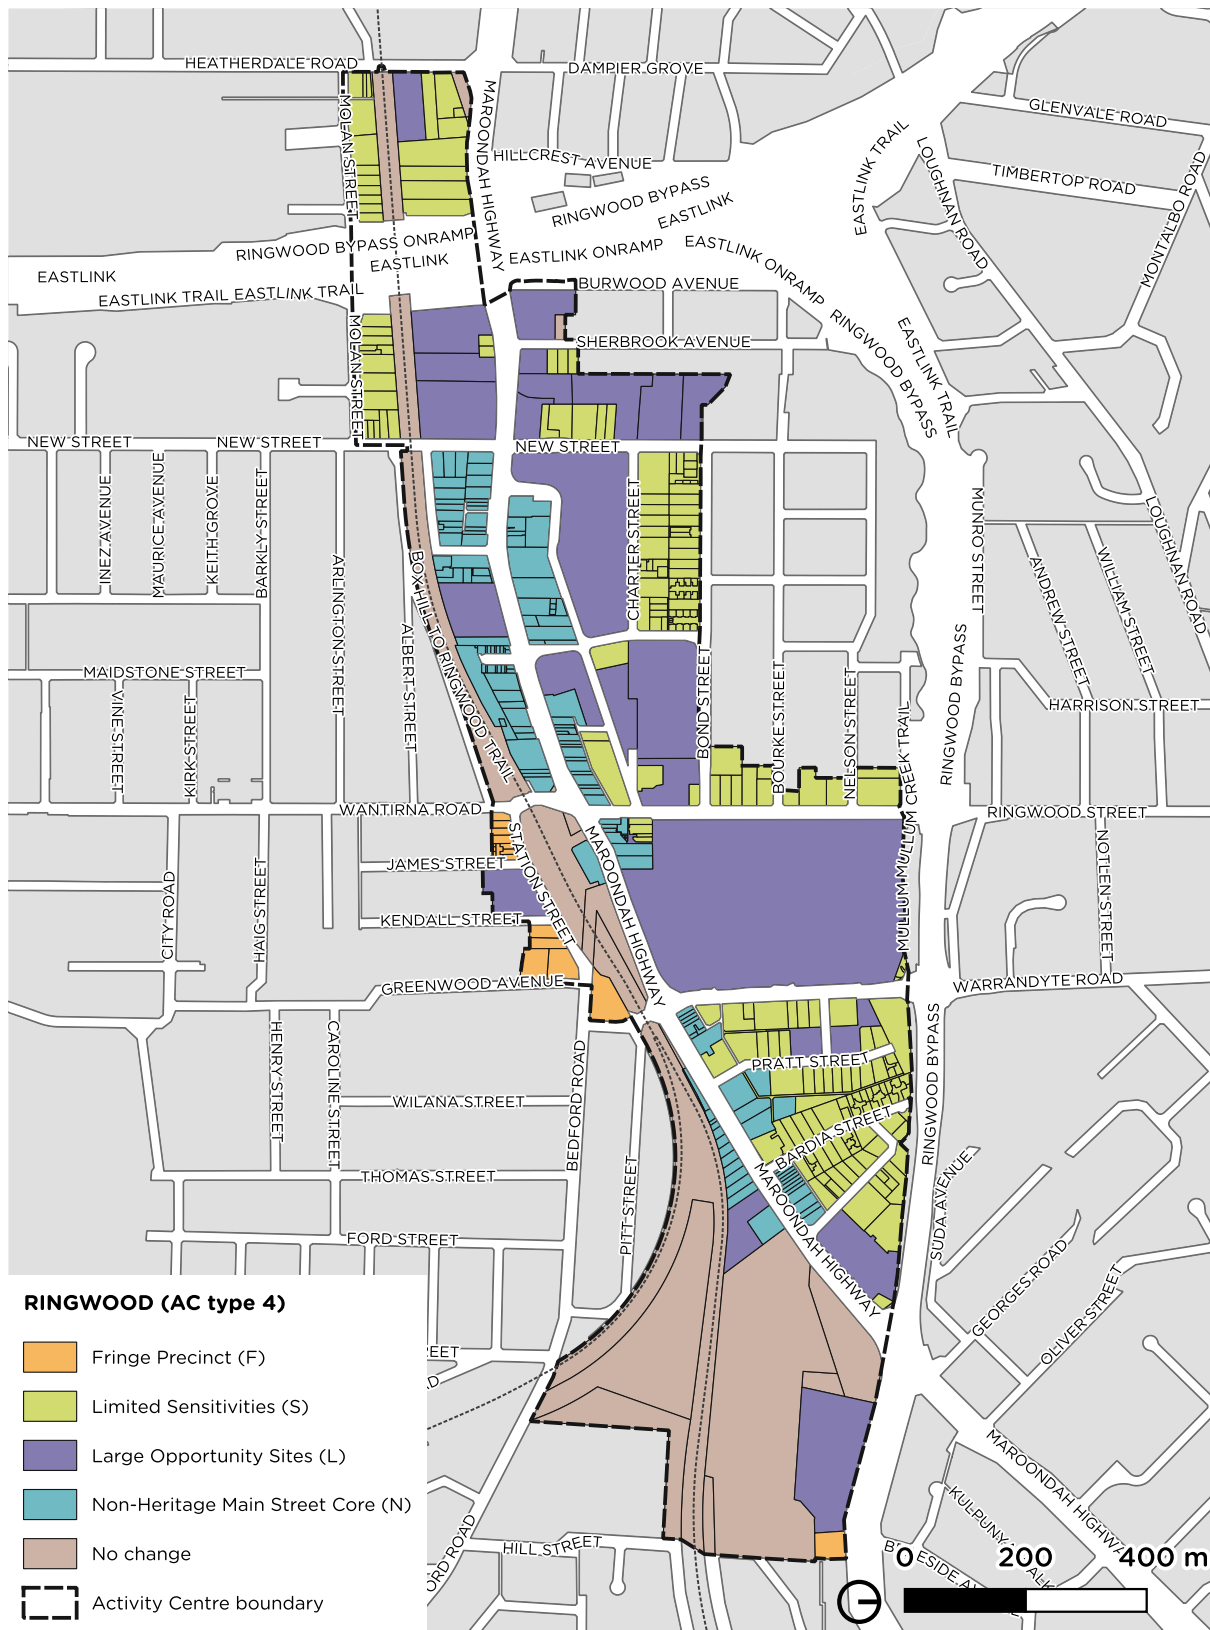 HEATHERDALE ROAD
DAMPIER GROVE
GLENVALE ROAD
MOLAN STREET
MAROONDAH HIGHWAY
HILLCREST AVENUE
EASTLINK TRAIL
LOUGHNAN ROAD
TIMBERTOP ROAD
MONTALBO ROAD
RINGWOOD BYPASS
EASTLINK
RINGWOOD BYPASS ONRAMP
EASTLINK
EASTLINK ONRAMP
EASTLINK ONRAMP
EASTLINK
EASTLINK TRAIL
EASTLINK TRAIL
BURWOOD AVENUE
RINGWOOD BYPASS
EASTLINK TRAIL
MOLAN STREET
SHERBROOK AVENUE
NEW STREET
NEW STREET
NEW STREET
INEZ AVENUE
MAURICE AVENUE
KEITH GROVE
BARKLY STREET
ARLINGTON STREET
ALBERT STREET
BOX HILL TO RINGWOOD TRAIL
CHARTER STREET
MUNRO STREET
ANDREW STREET
WILLIAM STREET
LOUGHNAN ROAD
MAIDSTONE STREET
VINE STREET
KIRK STREET
BOND STREET
BOURKE STREET
NELSON STREET
MULLUM MULLUM CREEK TRAIL
RINGWOOD BYPASS
HARRISON STREET
WANTIRNA ROAD
RINGWOOD STREET
STATION STREET
MAROONDAH HIGHWAY
JAMES STREET
CITY ROAD
HAIG STREET
NOTLEN STREET
KENDALL STREET
GREENWOOD AVENUE
WARRANDYTE ROAD
HENRY STREET
CAROLINE STREET
BEDFORD ROAD
PRATT STREET
RINGWOOD BYPASS
WILANA STREET
BARDIA STREET
THOMAS STREET
PITT STREET
MAROONDAH HIGHWAY
SUDA AVENUE
FORD STREET
GEORGES ROAD
OLIVER STREET
REET
D
MAROONDAH HIGHWA
HILL STREET
ORD ROAD
RINGWOOD (AC type 4)
Fringe Precinct (F)
Limited Sensitivities (S)
Large Opportunity Sites (L)
Non-Heritage Main Street Core (N)
No change
Activity Centre boundary
0 200 400 m